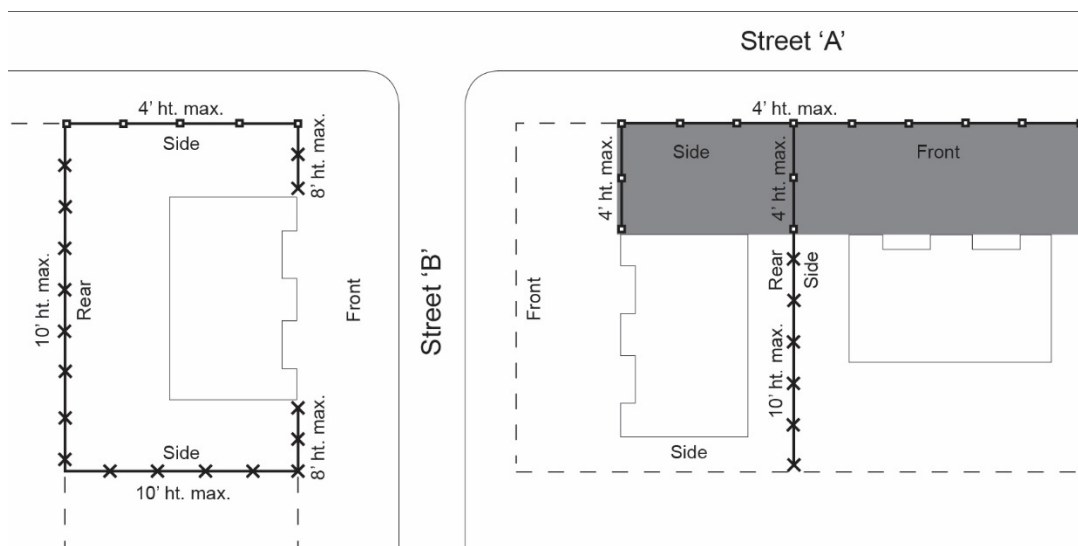 Street ‘A’
4’ ht. max.
Side
8’ ht. max.
10’ ht. max.
Rear
Front
8’ ht. max.
Side
10’ ht. max.
Street ‘B’
4’ ht. max.
4’ ht. max.
Side
4’ ht. max.
Front
Front
Rear
Side
10’ ht. max.
Side